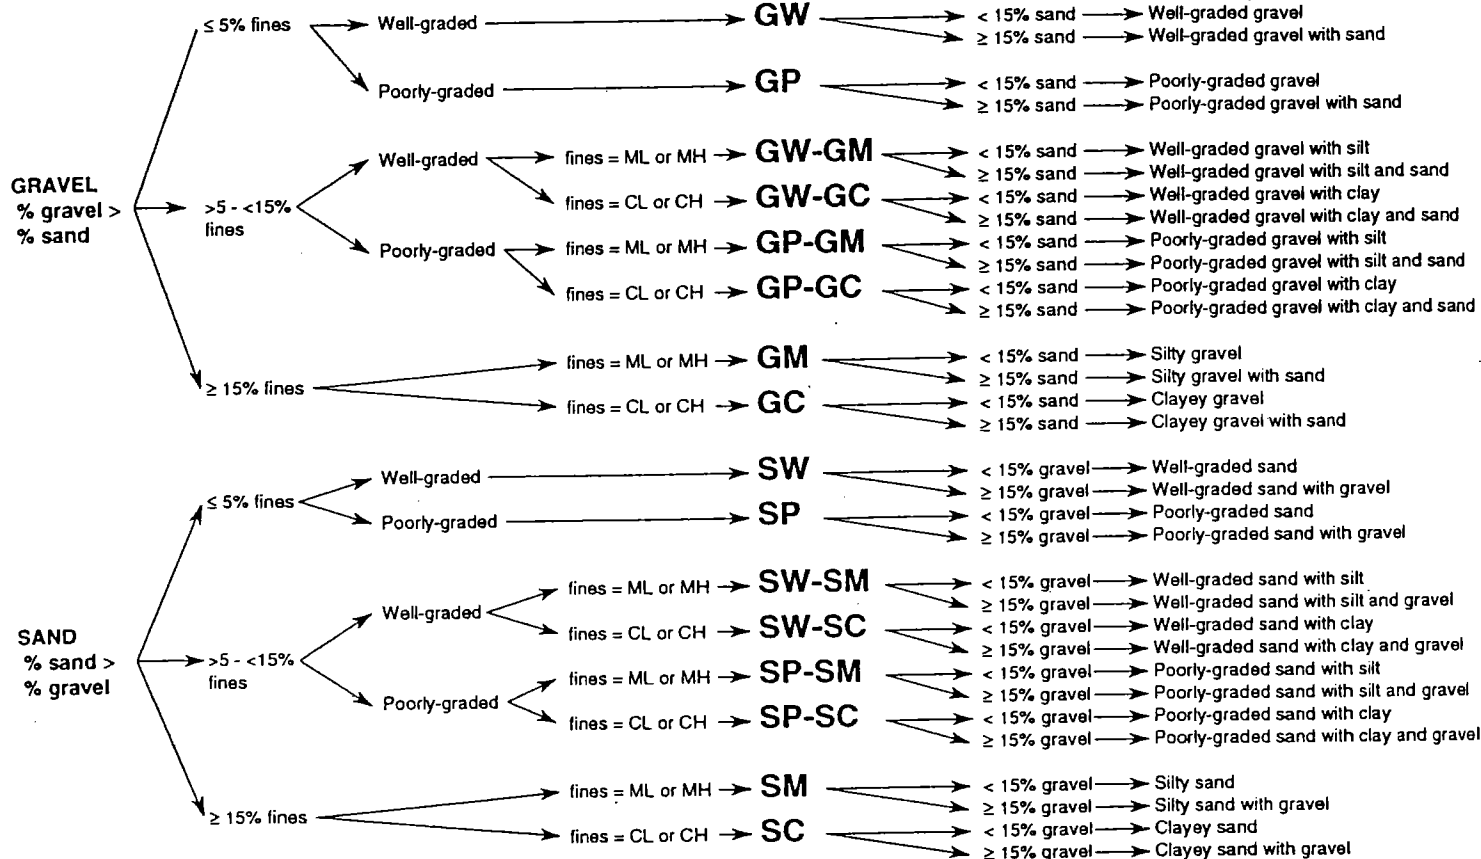 ≤ 5% fines Well-graded GW < 15% sand Well-graded gravel
≥ 15% sand Well-graded gravel with sand
Poorly-graded GP < 15% sand Poorly-graded gravel
≥ 15% sand Poorly-graded gravel with sand
GRAVEL
% gravel >
% sand
>5 - <15%
fines
Well-graded fines = ML or MH GW-GM < 15% sand Well-graded gravel with silt
≥ 15% sand Well-graded gravel with silt and sand
fines = CL or CH GW-GC < 15% sand Well-graded gravel with clay
≥ 15% sand Well-graded gravel with clay and sand
Poorly-graded fines = ML or MH GP-GM < 15% sand Poorly-graded gravel with silt
≥ 15% sand Poorly-graded gravel with silt and sand
fines = CL or CH GP-GC < 15% sand Poorly-graded gravel with clay
≥ 15% sand Poorly-graded gravel with clay and sand
≥ 15% fines fines = ML or MH GM < 15% sand Silty gravel
≥ 15% sand Silty gravel with sand
fines = CL or CH GC < 15% sand Clayey gravel
≥ 15% sand Clayey gravel with sand
≤ 5% fines Well-graded SW < 15% gravel Well-graded sand
≥ 15% gravel Well-graded sand with gravel
Poorly-graded SP < 15% gravel Poorly-graded sand
≥ 15% gravel Poorly-graded sand with gravel
SAND
% sand >
% gravel
>5 - <15%
fines
Well-graded fines = ML or MH SW-SM < 15% gravel Well-graded sand with silt
≥ 15% gravel Well-graded sand with silt and gravel
fines = CL or CH SW-SC < 15% gravel Well-graded sand with clay
≥ 15% gravel Well-graded sand with clay and gravel
Poorly-graded fines = ML or MH SP-SM < 15% gravel Poorly-graded sand with silt
≥ 15% gravel Poorly-graded sand with silt and gravel
fines = CL or CH SP-SC < 15% gravel Poorly-graded sand with clay
≥ 15% gravel Poorly-graded sand with clay and gravel
≥ 15% fines fines = ML or MH SM < 15% gravel Silty sand
≥ 15% gravel Silty sand with gravel
fines = CL or CH SC < 15% gravel Clayey sand
≥ 15% gravel Clayey sand with gravel